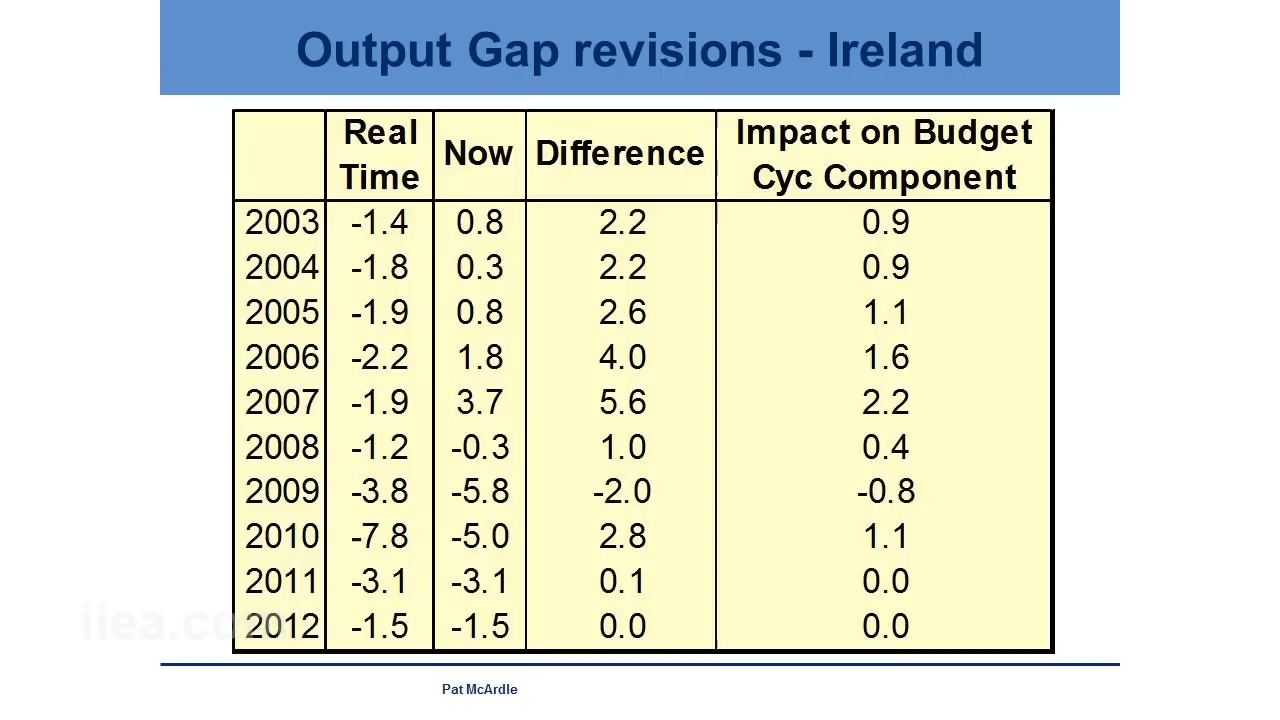 Output Gap revisions - Ireland
Real Time Now Difference Impact on Budget Cyc Component
2003 -1.4 0.8 2.2 0.9
2004 -1.8 0.3 2.2 0.9
2005 -1.9 0.8 2.6 1.1
2006 -2.2 1.8 4.0 1.6
2007 -1.9 3.7 5.6 2.2
2008 -1.2 -0.3 1.0 0.4
2009 -3.8 -5.8 -2.0 -0.8
2010 -7.8 -5.0 2.8 1.1
2011 -3.1 -3.1 0.1 0.0
2012 -1.5 -1.5 0.0 0.0
iiea.com
Pat McArdle